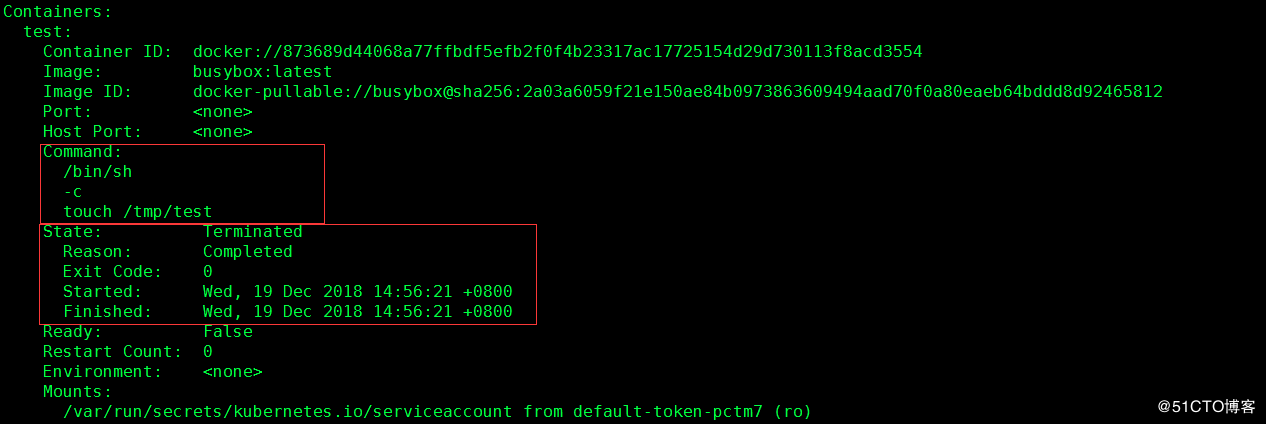 Containers:
test:
Container ID: docker://873689d44068a77ffbdf5efb2f0f4b23317ac17725154d29d730113f8acd3554
Image: busybox:latest
Image ID: docker-pullable://busybox@sha256:2a03a6059f21e150ae84b0973863609494aad70f0a80eaeb64bddd8d92465812
Port: <none>
Host Port: <none>
Command:
/bin/sh
-c
touch /tmp/test
State: Terminated
Reason: Completed
Exit Code: 0
Started: Wed, 19 Dec 2018 14:56:21 +0800
Finished: Wed, 19 Dec 2018 14:56:21 +0800
Ready: False
Restart Count: 0
Environment: <none>
Mounts:
/var/run/secrets/kubernetes.io/serviceaccount from default-token-pctm7 (ro)
@51CTO博客